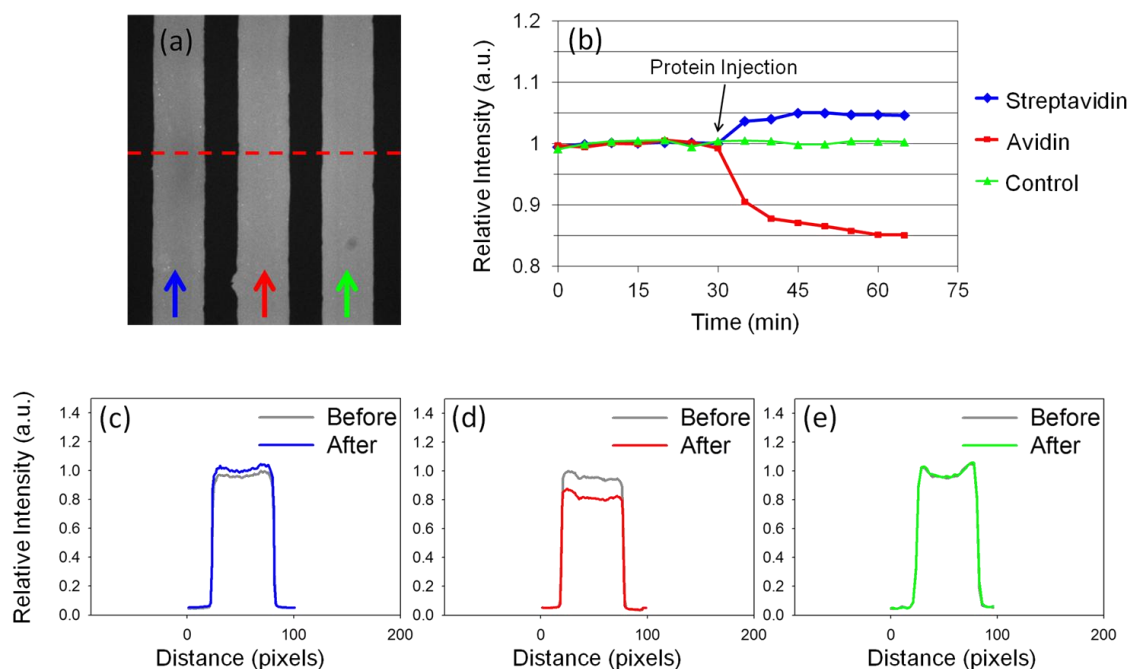 (a)
(b)
1.2
1.1
1
0.9
0.8
Relative Intensity (a.u.)
Protein Injection
0 15 30 45 60 75
Time (min)
Streptavidin
Avidin
Control
Relative Intensity (a.u.)
(c)
Before
After
1.4
1.2
1.0
0.8
0.6
0.4
0.2
0.0
0 100 200
Distance (pixels)
(d)
Before
After
1.4
1.2
1.0
0.8
0.6
0.4
0.2
0.0
0 100 200
Distance (pixels)
(e)
Before
After
1.4
1.2
1.0
0.8
0.6
0.4
0.2
0.0
0 100 200
Distance (pixels)